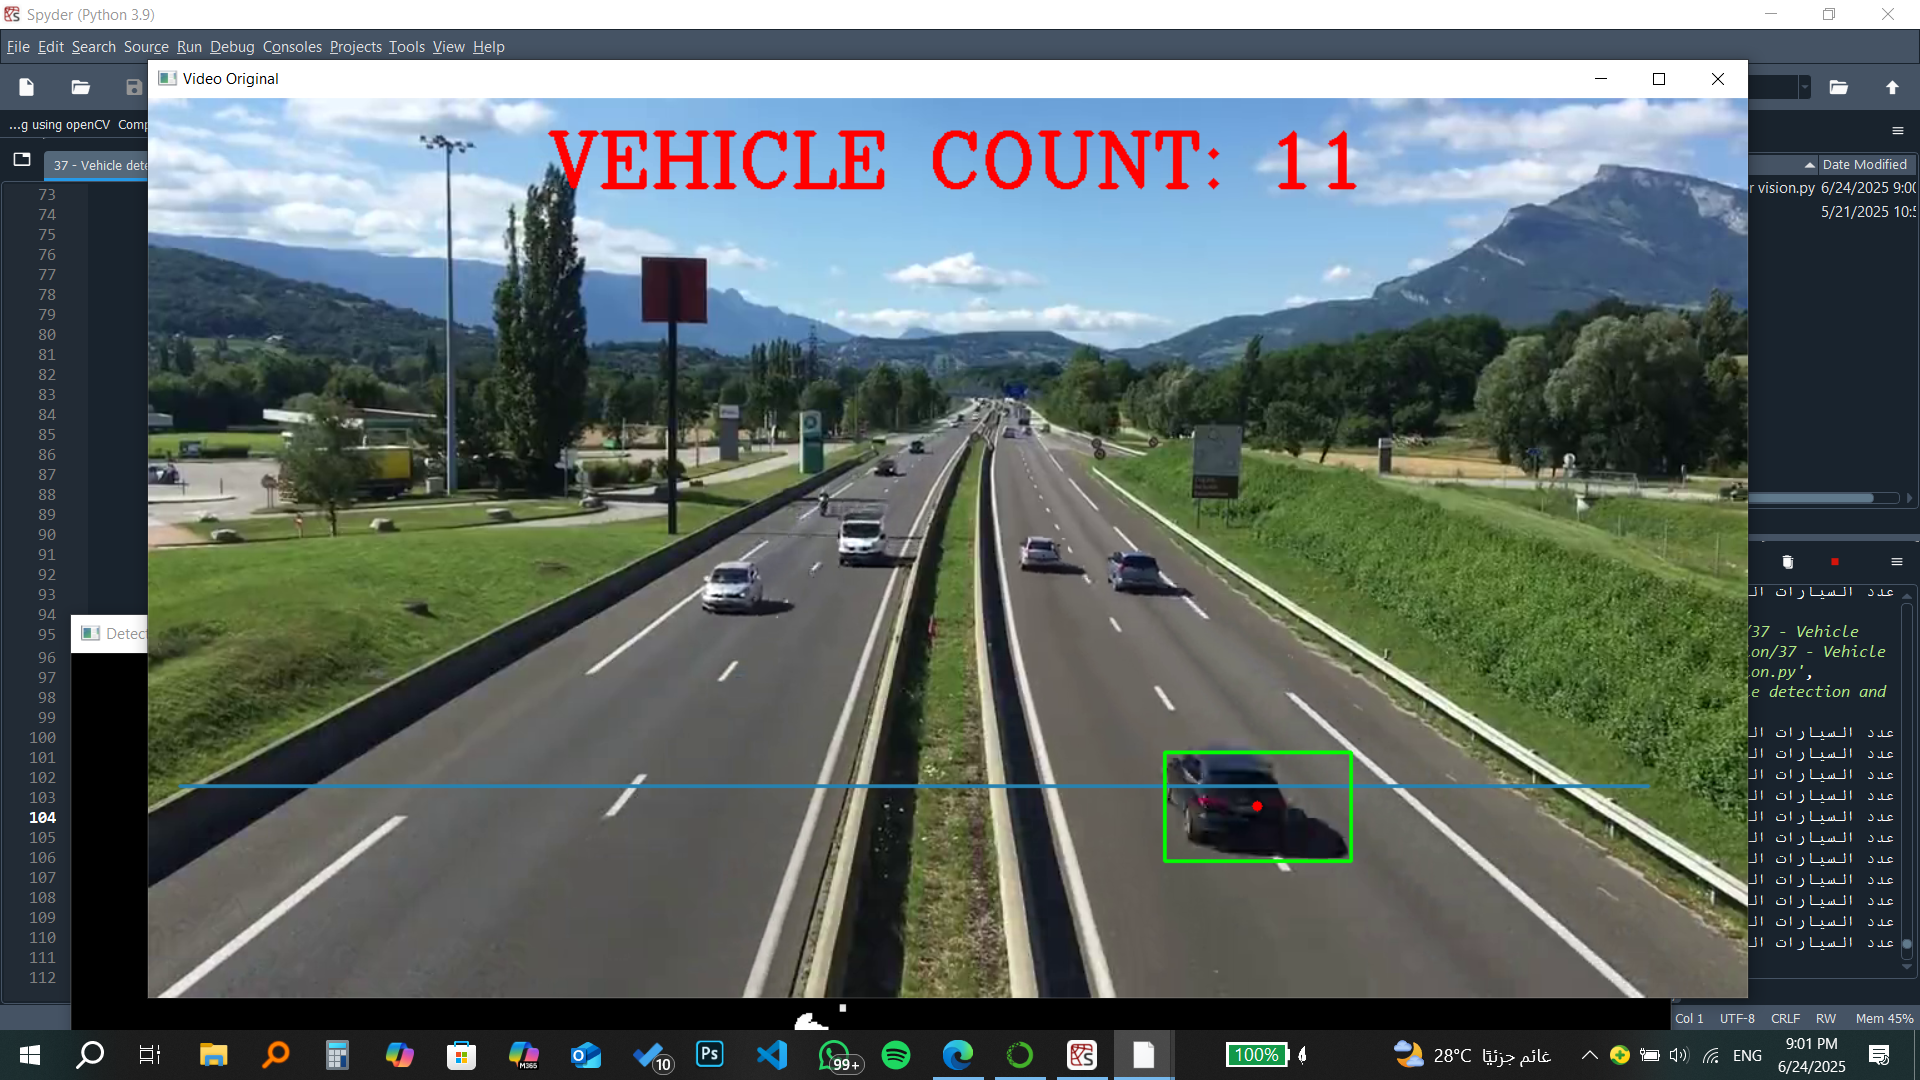 Spyder (Python 3.9)
File Edit Search Source Run Debug Consoles Projects Tools View Help
Video Original
...g using openCV Comp
VEHICLE COUNT: 11
37 - Vehicle dete
Date Modified
r vision.py 6/24/2025 9:00
5/21/2025 10:5
73
74
75
76
77
78
79
80
81
82
83
84
85
86
87
88
89
90
91
92
93
94
95
96
97
98
99
100
101
102
103
104
105
106
107
108
109
110
111
112
Detect
عدد السيارات ال
/37 - Vehicle
on/37 - Vehicle
on.py',
e detection and
عدد السيارات ال
عدد السيارات ال
عدد السيارات ال
عدد السيارات ال
عدد السيارات ال
عدد السيارات ال
عدد السيارات ال
عدد السيارات ال
عدد السيارات ال
عدد السيارات ال
عدد السيارات ال
Col 1 UTF-8 CRLF RW Mem 45%
M365
10
Ps
99+
100%
28°C غائم جزئيًا
ENG
9:01 PM
6/24/2025